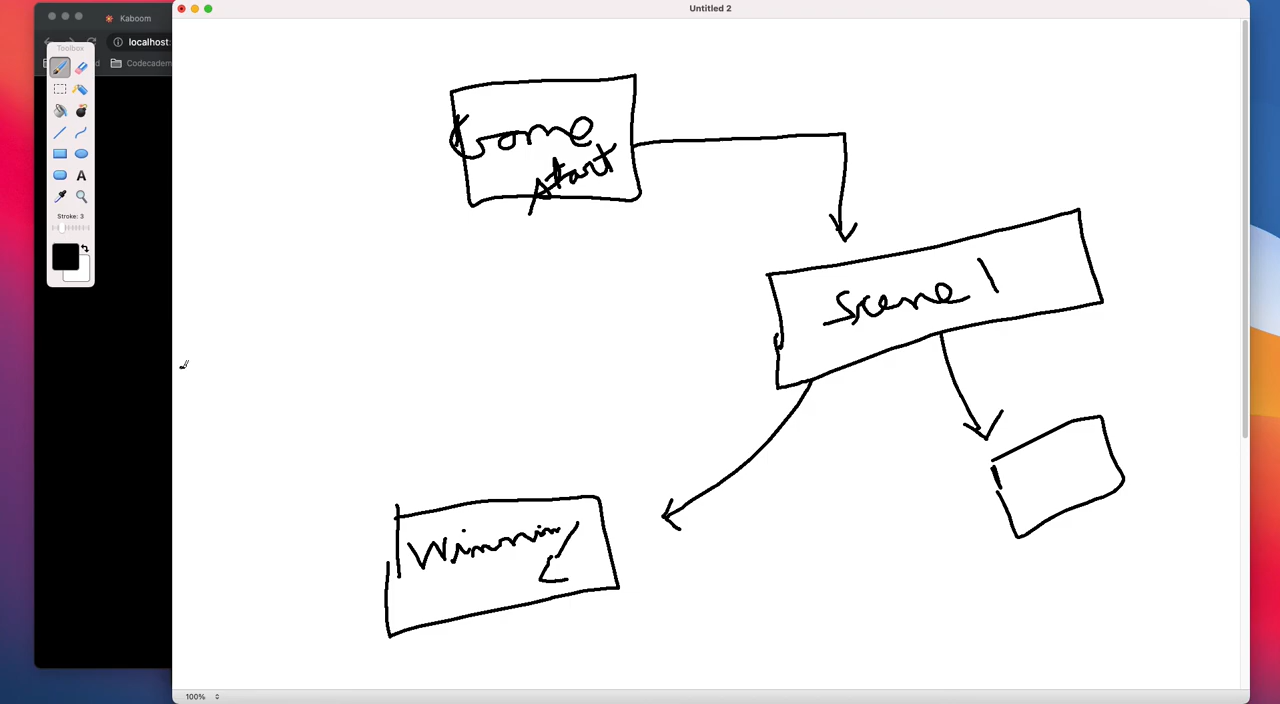 Untitled 2
Kaboom
localhost:
Codecadem
Toolbox
Stroke: 3
A
Game
start
Scene 1
Winning
100%